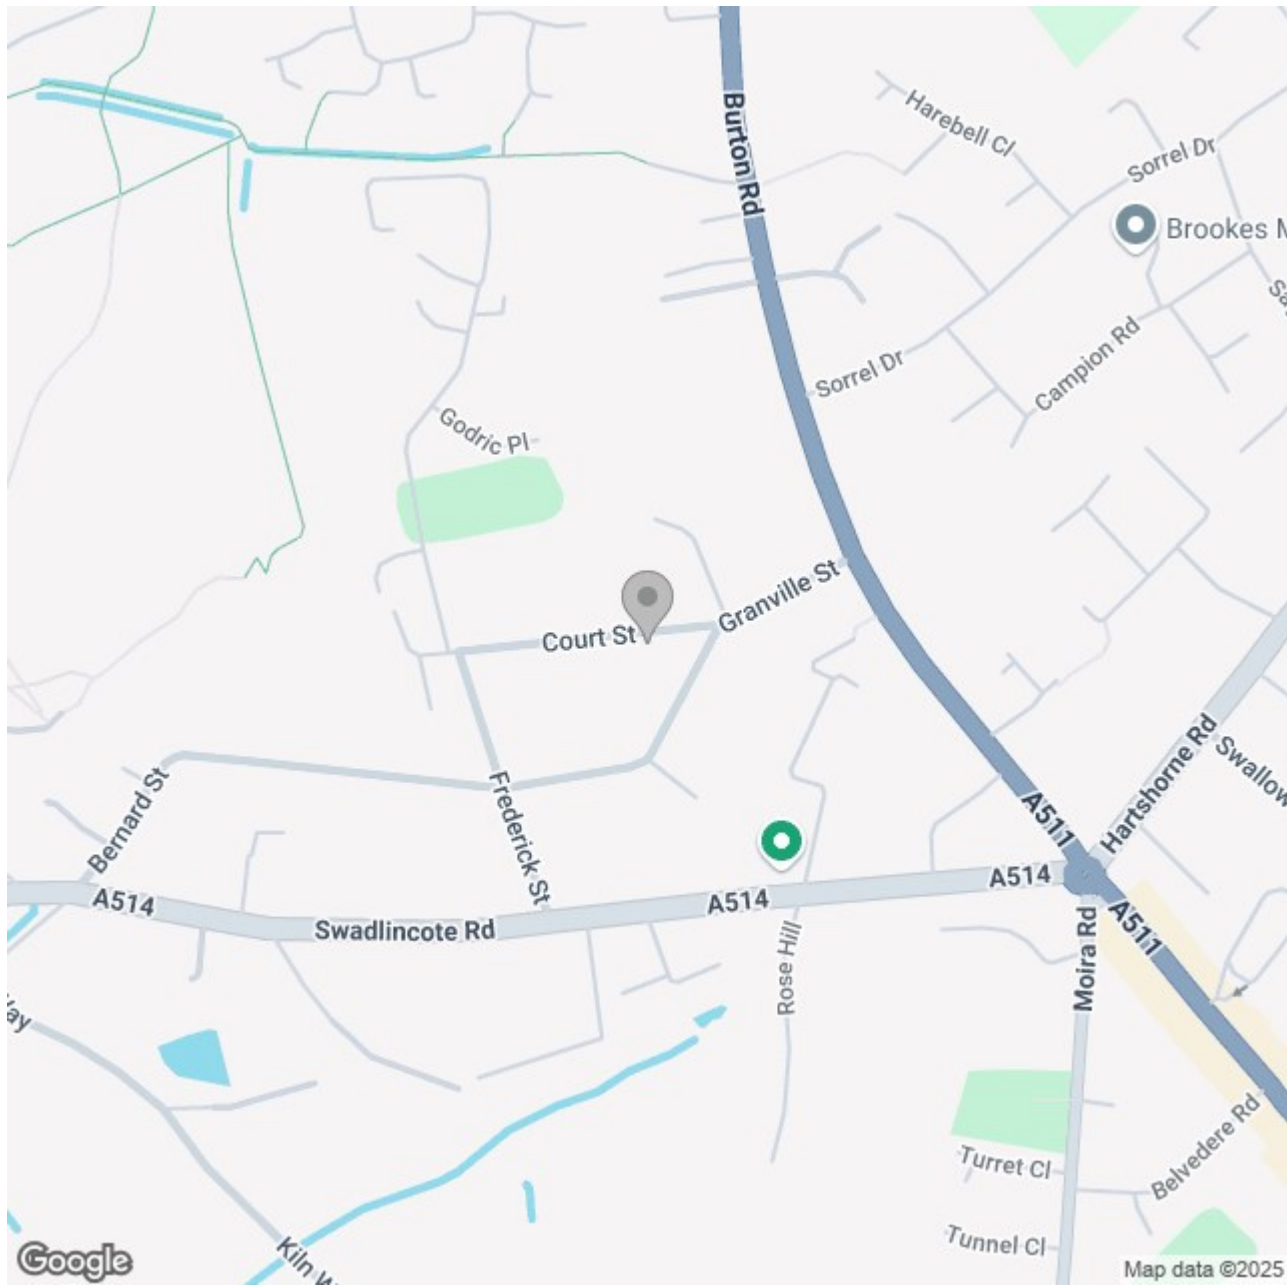 Burton Rd
Harebell Cl
Sorrel Dr
Brookes M
Sa
Campion Rd
Sorrel Dr
Godric Pl
Granville St
Court St
Hartshorne Rd
Swallow
Bernard St
Frederick St
A511
A514
A514
A514
Swadlincote Rd
A511
Rose Hill
Moira Rd
Belvedere Rd
Turret Cl
Tunnel Cl
Kiln W
Google
Map data ©2025